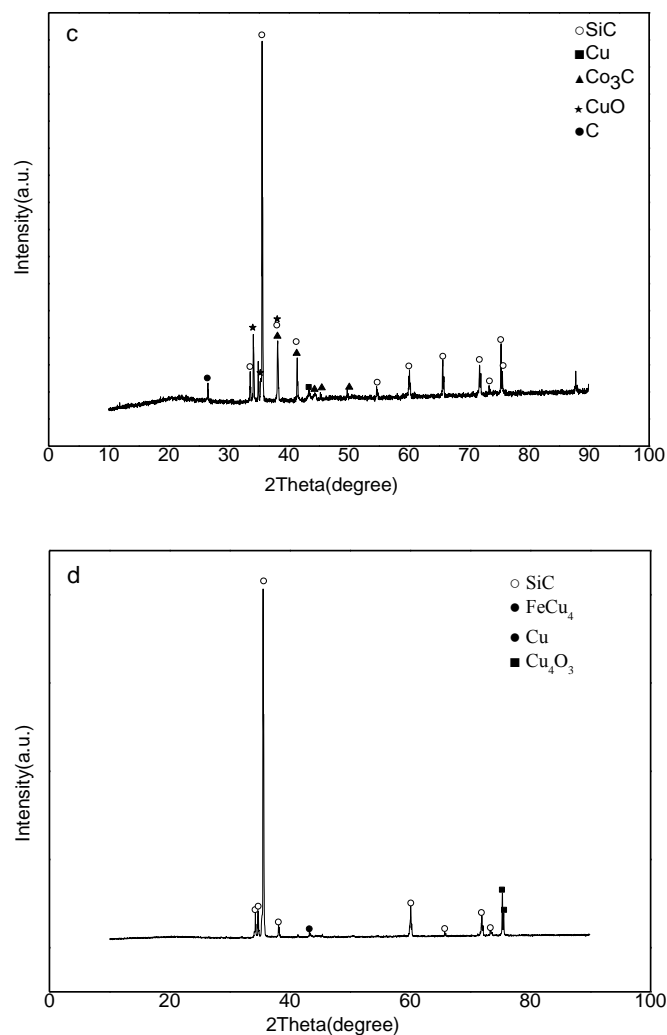 c
○SiC
■Cu
▲Co₃C
★CuO
●C
Intensity(a.u.)
0 10 20 30 40 50 60 70 80 90 100
2Theta(degree)
d
○ SiC
● FeCu₄
● Cu
■ Cu₄O₃
Intensity(a.u.)
0 20 40 60 80 100
2Theta(degree)